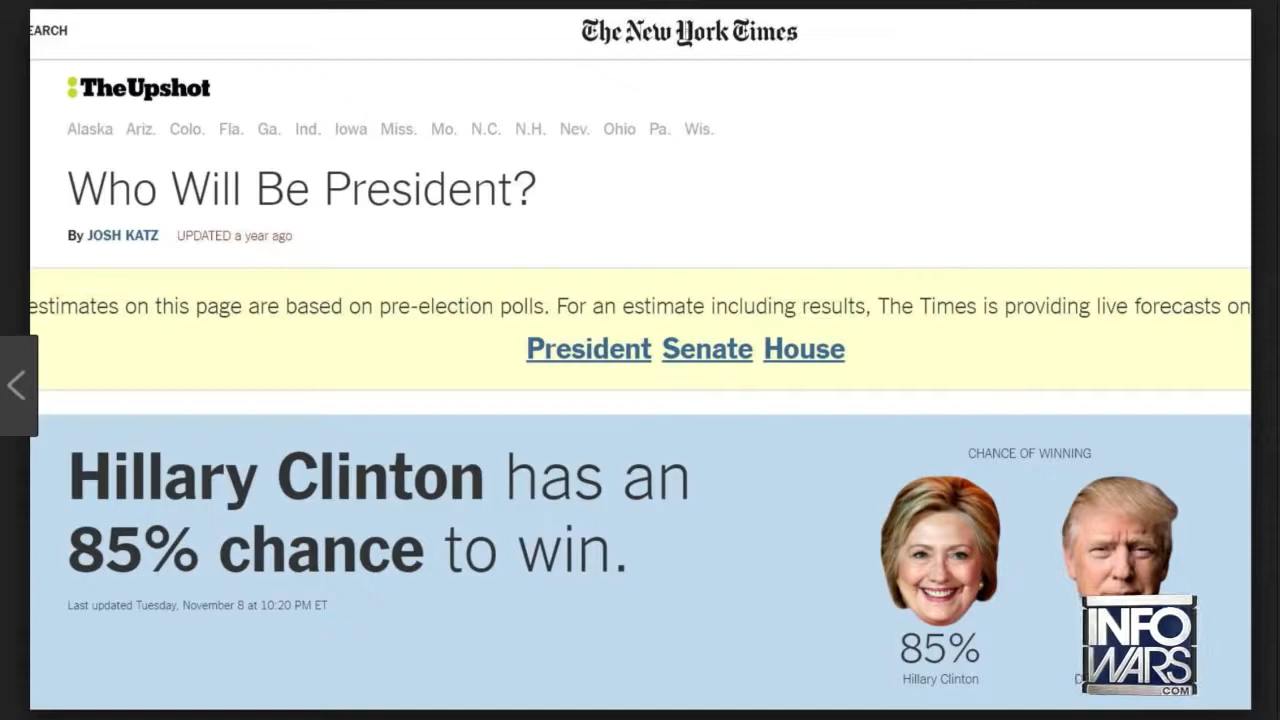 EARCH
The New York Times
TheUpshot
Alaska Ariz. Colo. Fla. Ga. Ind. Iowa Miss. Mo. N.C. N.H. Nev. Ohio Pa. Wis.
Who Will Be President?
By JOSH KATZ UPDATED a year ago
estimates on this page are based on pre-election polls. For an estimate including results, The Times is providing live forecasts on
President Senate House
Hillary Clinton has an
85% chance to win.
Last updated Tuesday, November 8 at 10:20 PM ET
CHANCE OF WINNING
85%
Hillary Clinton
D
INFO
WARS
.COM